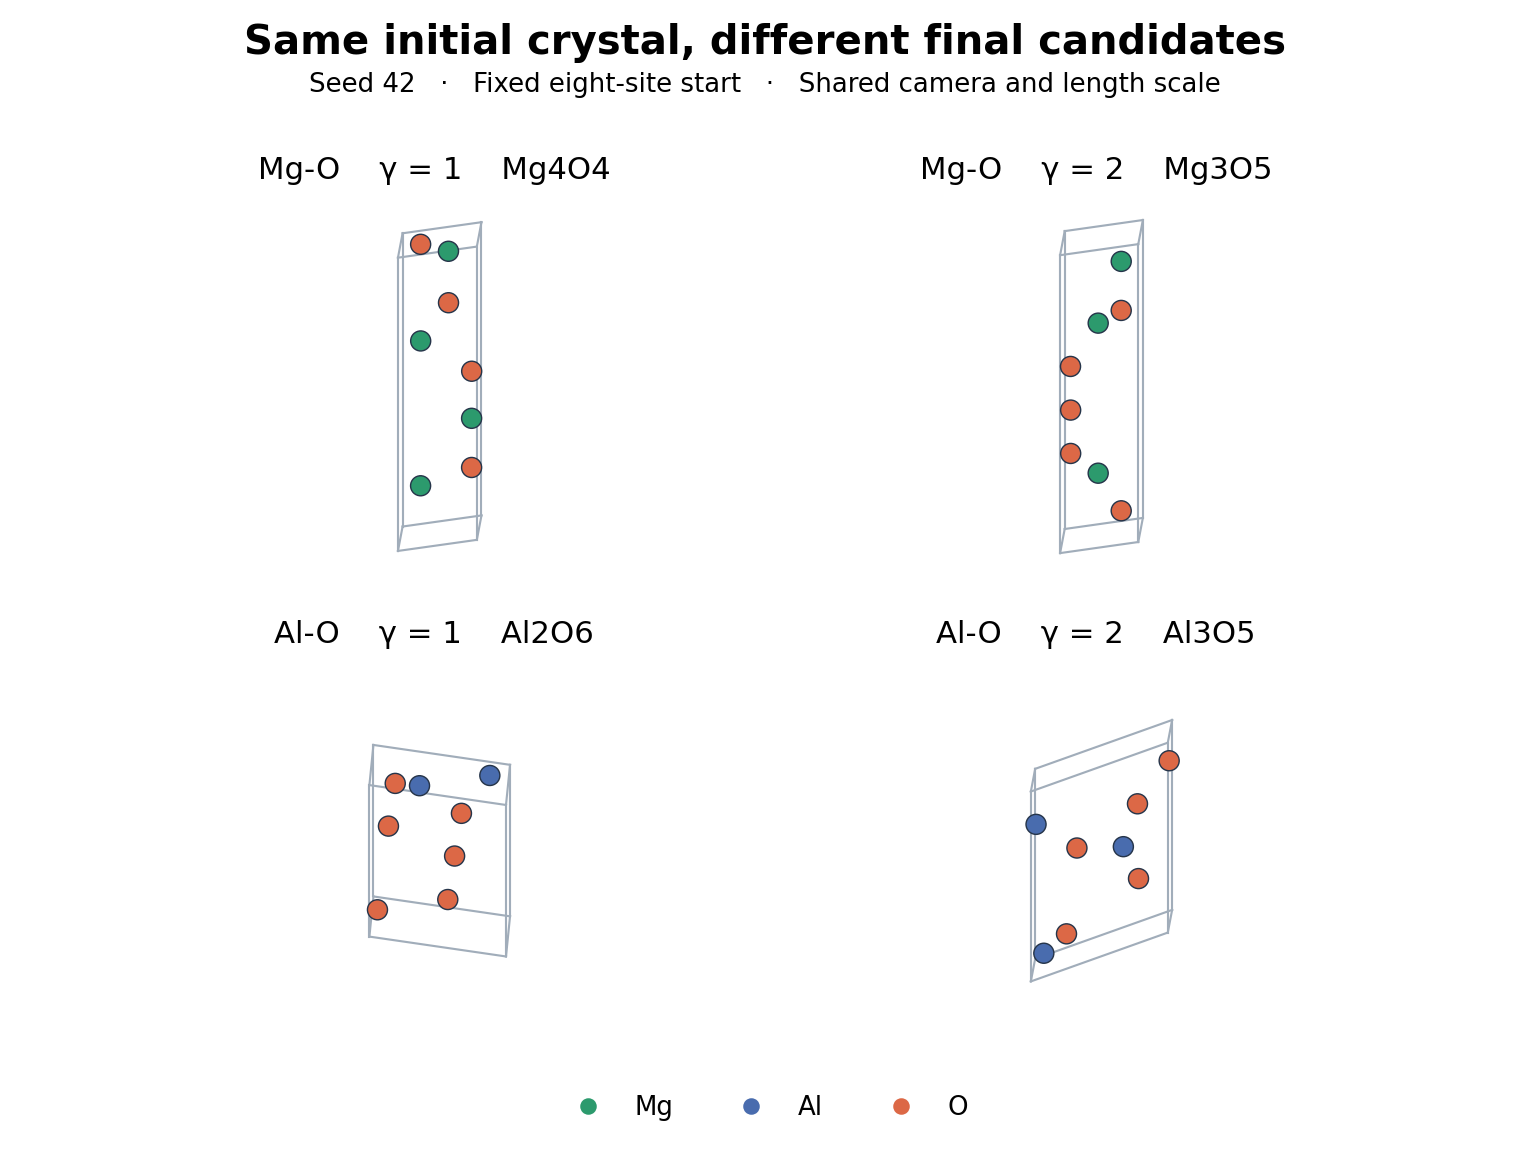 Same initial crystal, different final candidates
Seed 42 · Fixed eight-site start · Shared camera and length scale
Mg-O γ = 1 Mg4O4
Mg-O γ = 2 Mg3O5
Al-O γ = 1 Al2O6
Al-O γ = 2 Al3O5
Mg Al O